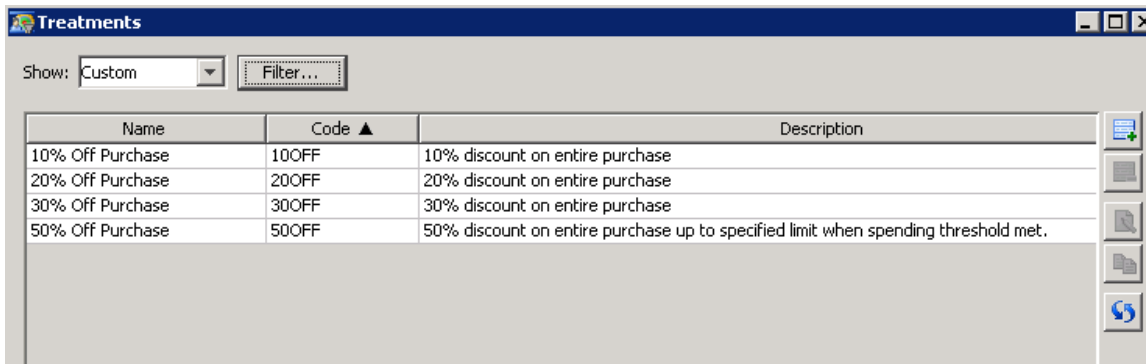 Treatments
Show: Custom Filter...
Name Code ▲ Description
10% Off Purchase 10OFF 10% discount on entire purchase
20% Off Purchase 20OFF 20% discount on entire purchase
30% Off Purchase 30OFF 30% discount on entire purchase
50% Off Purchase 50OFF 50% discount on entire purchase up to specified limit when spending threshold met.